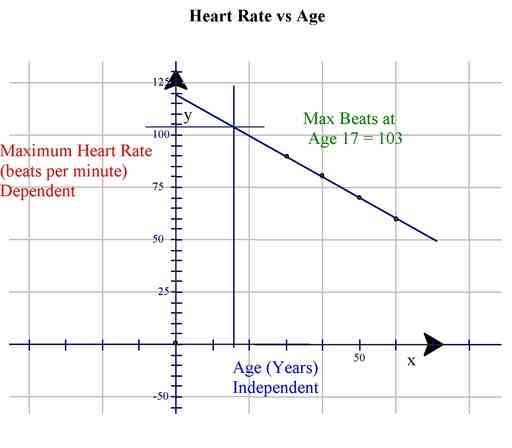 Heart Rate vs Age
125
y
Max Beats at
Age 17 = 103
100
Maximum Heart Rate
(beats per minute)
Dependent
75
50
25
50
x
Age (Years)
Independent
-50